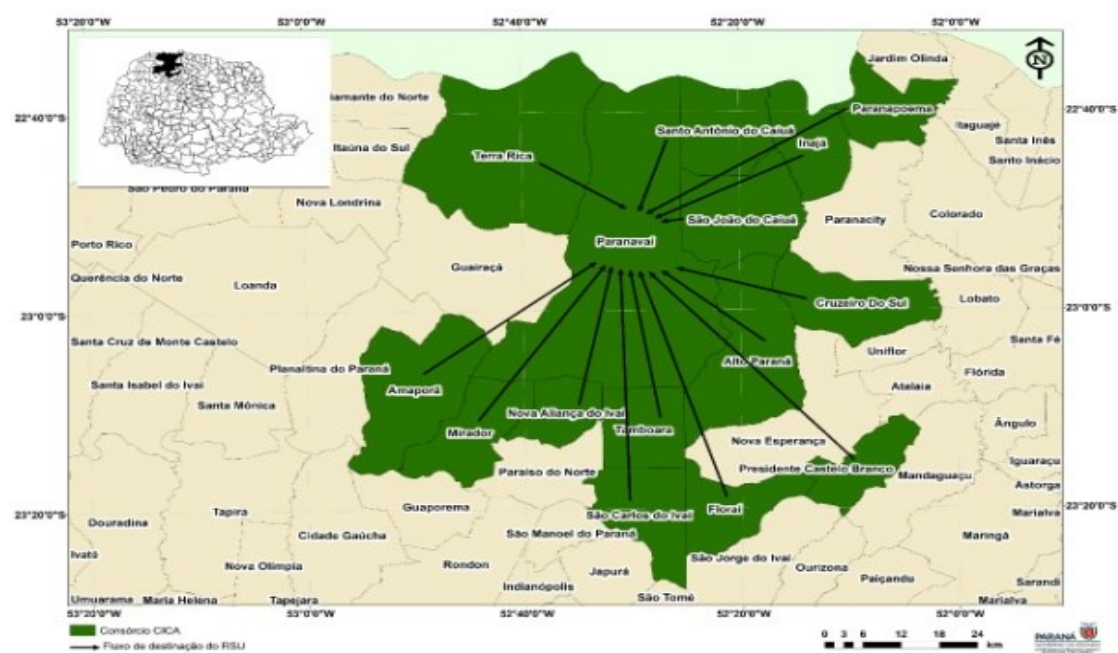 53°20'0"W 53°0'0"W 52°40'0"W 52°20'0"W 52°0'0"W
Jardim Olinda
N
Diamante do Norte
22°40'0"S
Paranapoema
22°40'0"S
Santo Antônio do Caiuá
Itaguajé
Inajá
Santa Inês
Itaúna do Sul
Terra Rica
Santo Inácio
São Pedro do Paraná
Nova Londrina
São João do Caiuá
Paranacity
Colorado
Porto Rico
Paranavaí
Guairaçá
Nossa Senhora das Graças
Querência do Norte
Loanda
Cruzeiro Do Sul
Lobato
23°0'0"S
23°0'0"S
Santa Cruz de Monte Castelo
Santa Fé
Uniflor
Alto Paraná
Planaltina do Paraná
Flórida
Santa Isabel do Ivaí
Amaporã
Atalaia
Santa Mônica
Nova Aliança do Ivaí
Ângulo
Mirador
Tamboara
Nova Esperança
Iguaraçu
Paraíso do Norte
Presidente Castelo Branco
Mandaguaçu
Astorga
Guaporema
Floraí
23°20'0"S
Tapira
São Carlos do Ivaí
Marialva
23°20'0"S
Douradina
Cidade Gaúcha
São Manoel do Paraná
Maringá
Ivaté
São Jorge do Ivaí
Nova Olímpia
Rondon
Japurá
Ourizona
Paiçandu
Sarandi
Indianópolis
Umuarama
Maria Helena
Tapejara
São Tomé
Marialva
53°20'0"W 53°0'0"W 52°40'0"W 52°20'0"W 52°0'0"W
Consórcio CICA
Fluxo de destinação do RSU
0 3 6 12 18 24
km
PARANÁ